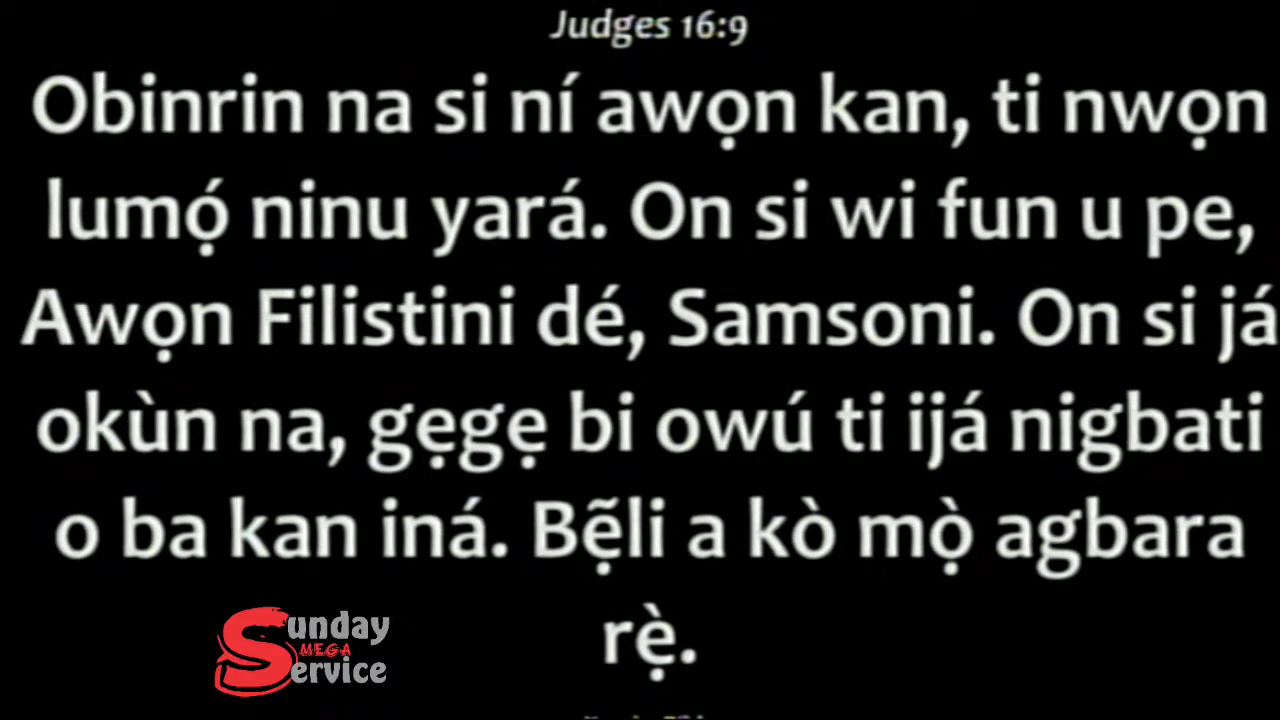 Judges 16:9
Obinrin na si ní awọn kan, ti nwọn
lumọ́ ninu yará. On si wi fun u pe,
Awọn Filistini dé, Samsoni. On si já
okùn na, gẹgẹ bi owú ti ijá nigbati
o ba kan iná. Bẹ̃li a kò mọ̀ agbara
rẹ̀.
Sunday
MEGA
Service